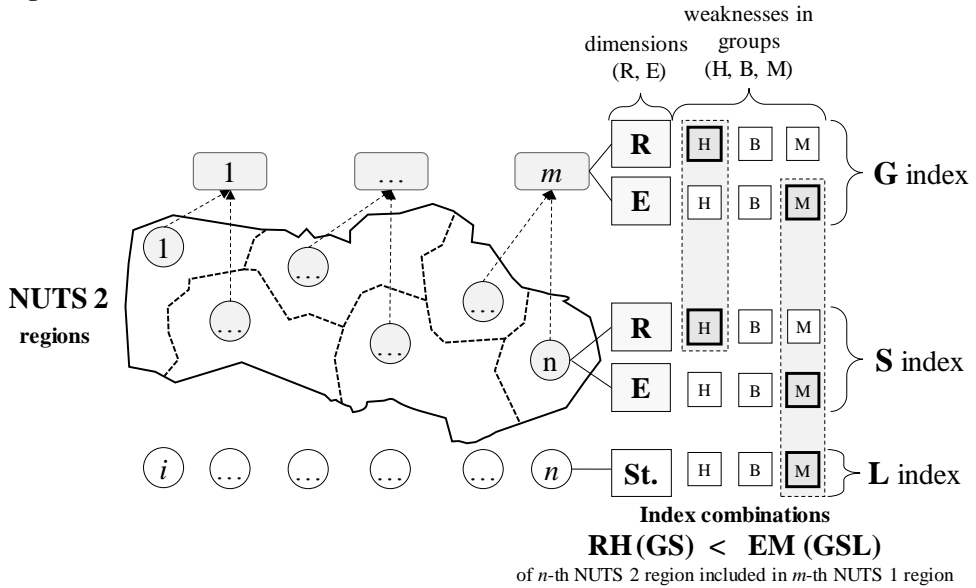 weaknesses in
groups
(H, B, M)
dimensions
(R, E)
R H B M
1 ... m
G index
E H B M
1
...
NUTS 2
regions
...
...
...
R H B M
n
S index
E H B M
i ... ... ... ... n St. H B M
L index
Index combinations
RH (GS) < EM (GSL)
of n-th NUTS 2 region included in m-th NUTS 1 region